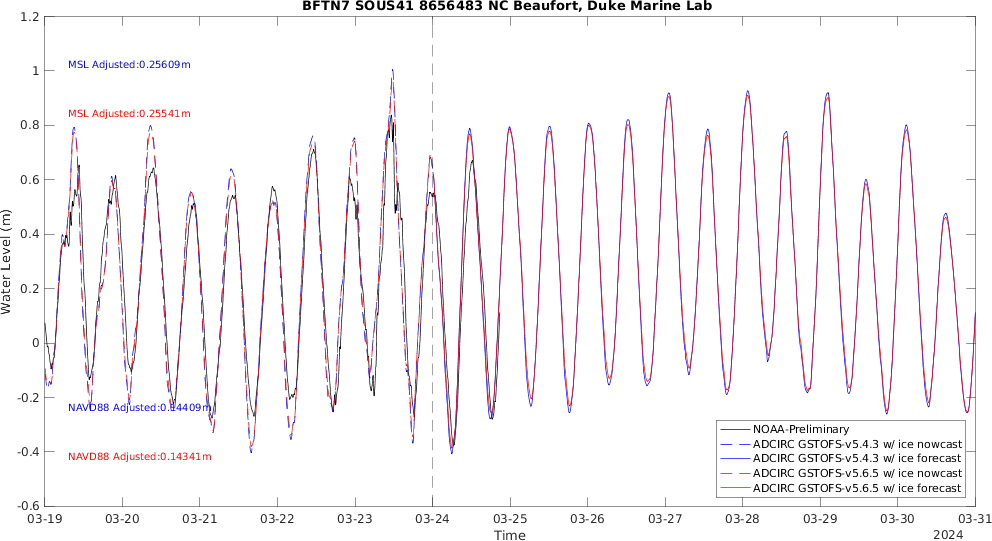 BFTN7 SOUS41 8656483 NC Beaufort, Duke Marine Lab
1.2
1
0.8
0.6
0.4
0.2
0
-0.2
-0.4
-0.6
Water Level (m)
MSL Adjusted:0.25609m
MSL Adjusted:0.25541m
NAVD88 Adjusted:0.14409m
NAVD88 Adjusted:0.14341m
NOAA-Preliminary
ADCIRC GSTOFS-v5.4.3 w/ ice nowcast
ADCIRC GSTOFS-v5.4.3 w/ ice forecast
ADCIRC GSTOFS-v5.6.5 w/ ice nowcast
ADCIRC GSTOFS-v5.6.5 w/ ice forecast
03-19 03-20 03-21 03-22 03-23 03-24 03-25 03-26 03-27 03-28 03-29 03-30 03-31
Time
2024